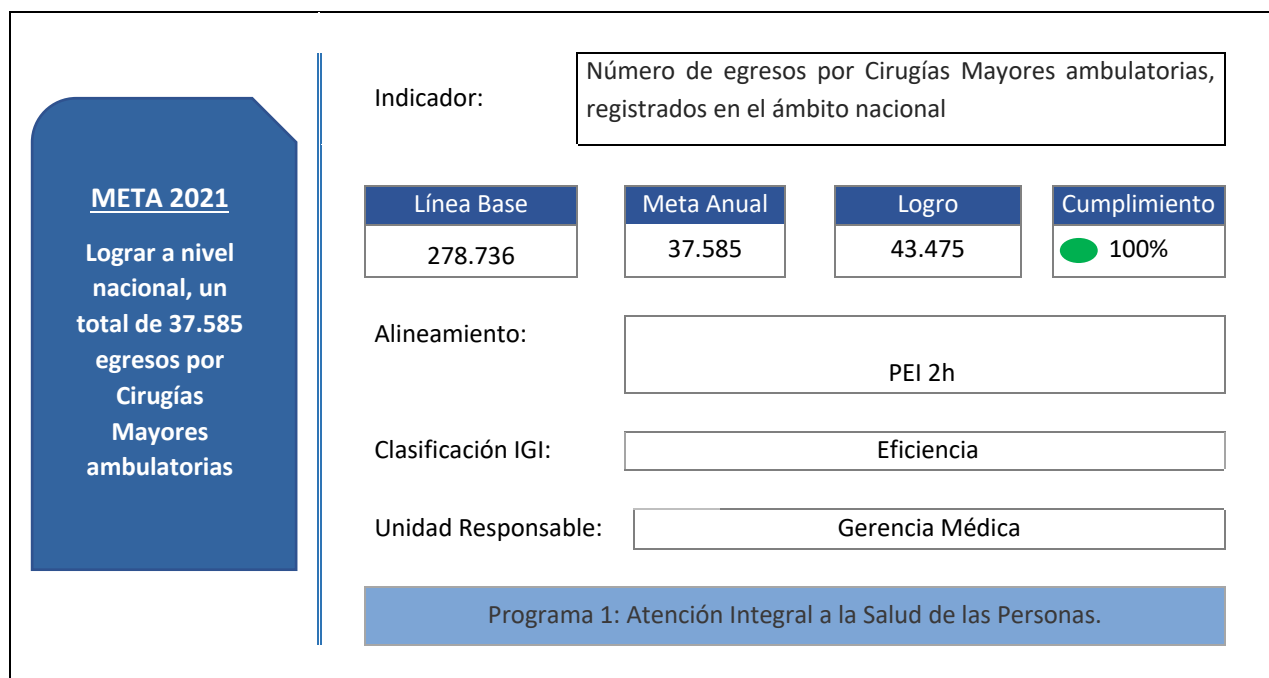 META 2021
Lograr a nivel
nacional, un
total de 37.585
egresos por
Cirugías
Mayores
ambulatorias
Indicador:
Número de egresos por Cirugías Mayores ambulatorias,
registrados en el ámbito nacional
Línea Base
Meta Anual
Logro
Cumplimiento
278.736
37.585
43.475
100%
Alineamiento:
PEI 2h
Clasificación IGI:
Eficiencia
Unidad Responsable:
Gerencia Médica
Programa 1: Atención Integral a la Salud de las Personas.